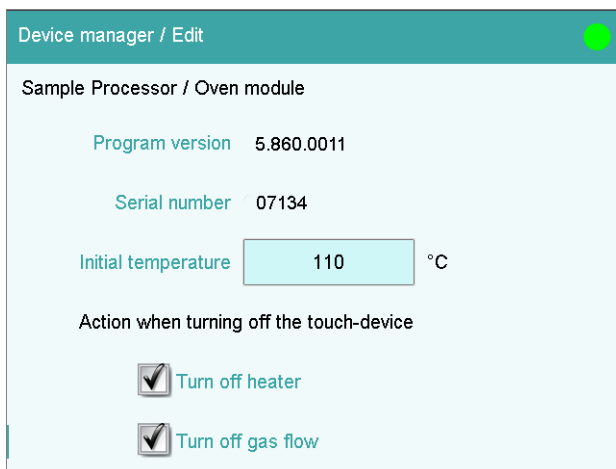 Device manager / Edit
Sample Processor / Oven module
Program version 5.860.0011
Serial number 07134
Initial temperature 110 °C
Action when turning off the touch-device
Turn off heater
Turn off gas flow